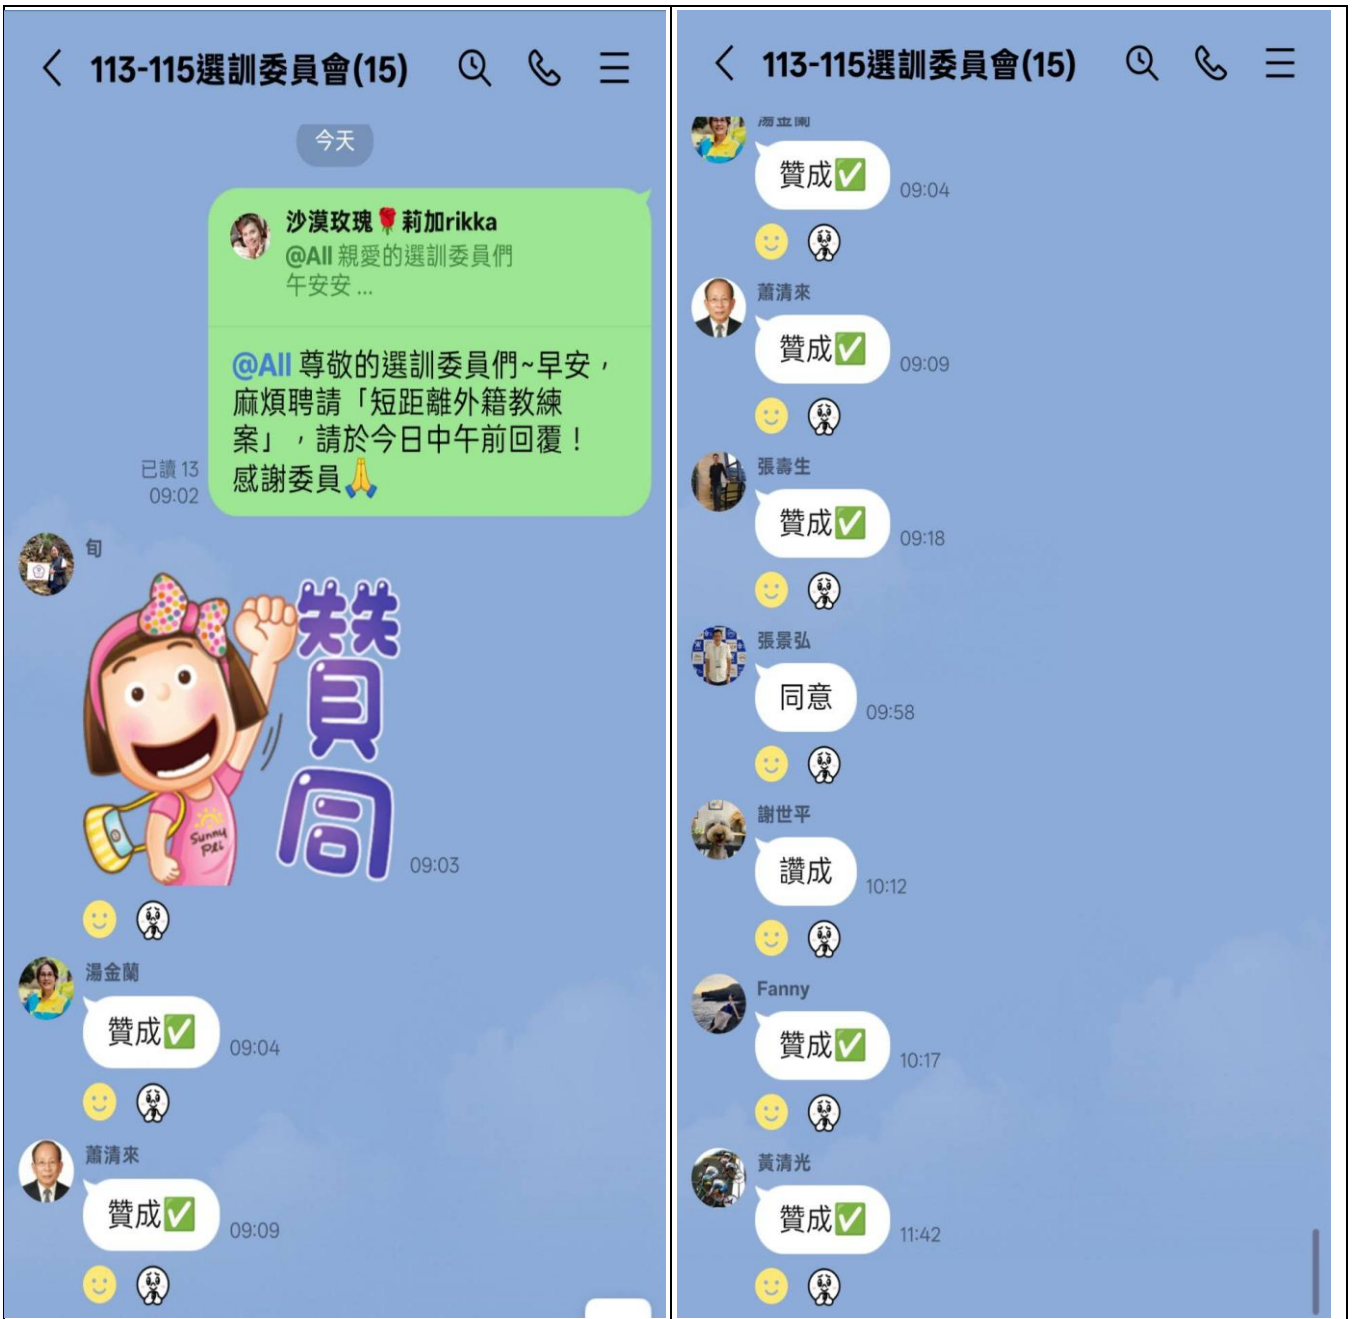 113-115選訓委員會(15)
今天
沙漠玫瑰🌹莉加rikka
@All 親愛的選訓委員們
午安安 ...
@All 尊敬的選訓委員們~早安，
麻煩聘請「短距離外籍教練
案」，請於今日中午前回覆！
感謝委員🙏
已讀 13
09:02
旬
贊同
Sunny
Pei
09:03
湯金蘭
贊成✅
09:04
蕭清來
贊成✅
09:09
113-115選訓委員會(15)
湯金蘭
贊成✅
09:04
蕭清來
贊成✅
09:09
張壽生
贊成✅
09:18
張景弘
同意
09:58
謝世平
讚成
10:12
Fanny
贊成✅
10:17
黃清光
贊成✅
11:42